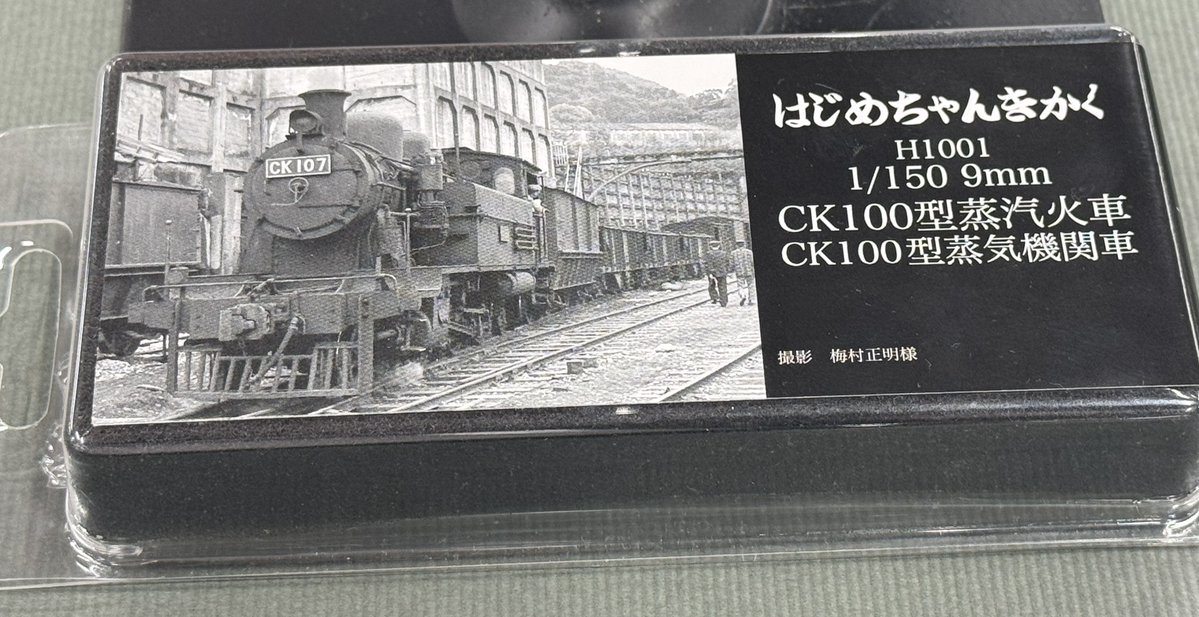 CK107
はじめちゃんきかく
H1001
1/150 9mm
CK100型蒸汽火車
CK100型蒸気機関車
撮影　梅村正明様